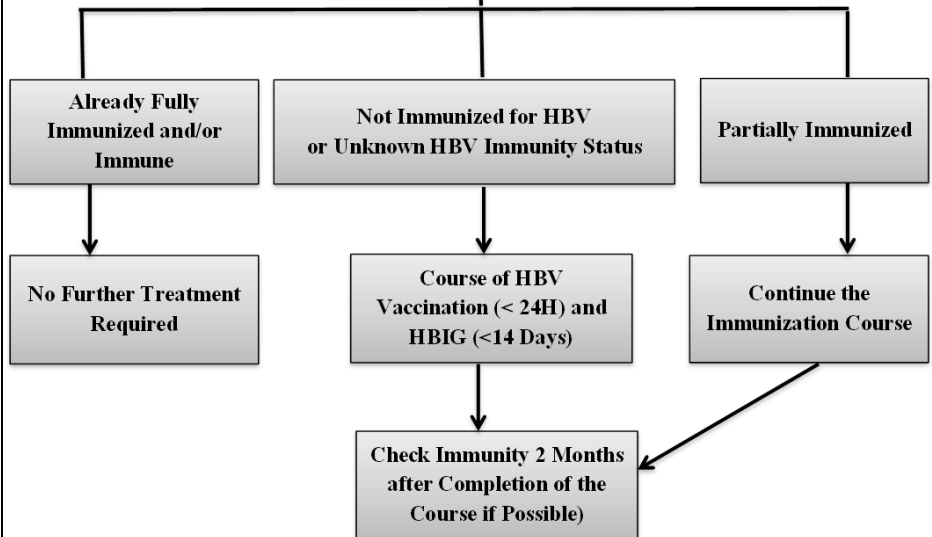 Already Fully
Immunized and/or
Immune
Not Immunized for HBV
or Unknown HBV Immunity Status
Partially Immunized
No Further Treatment
Required
Course of HBV
Vaccination (< 24H) and
HBIG (<14 Days)
Continue the
Immunization Course
Check Immunity 2 Months
after Completion of the
Course if Possible)